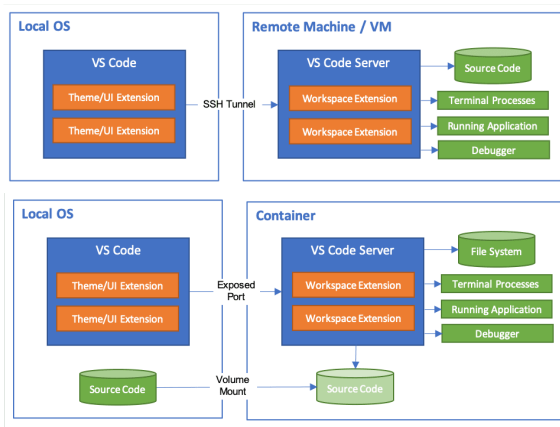 Local OS
Remote Machine / VM
VS Code
VS Code Server
Source Code
Theme/UI Extension
Theme/UI Extension
SSH Tunnel
Workspace Extension
Workspace Extension
Terminal Processes
Running Application
Debugger
Local OS
Container
VS Code
VS Code Server
File System
Theme/UI Extension
Theme/UI Extension
Exposed
Port
Workspace Extension
Workspace Extension
Terminal Processes
Running Application
Debugger
Source Code
Volume
Mount
Source Code